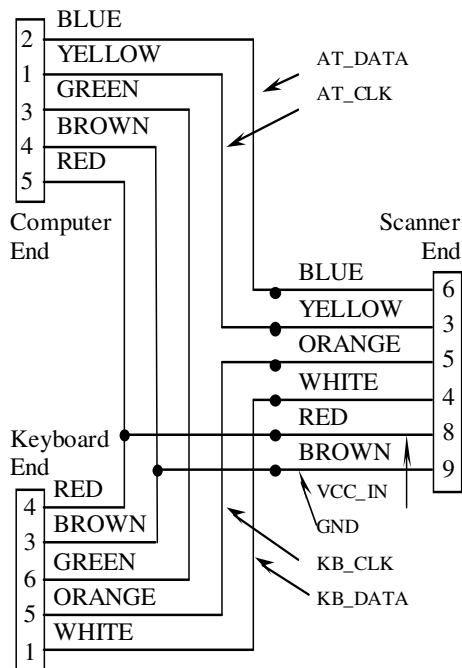 2 BLUE
1 YELLOW
3 GREEN
4 BROWN
5 RED
Computer
End
AT_DATA
AT_CLK
Scanner
End
BLUE 6
YELLOW 3
ORANGE 5
WHITE 4
RED 8
BROWN 9
VCC_IN
GND
KB_CLK
KB_DATA
Keyboard
End
4 RED
3 BROWN
6 GREEN
5 ORANGE
1 WHITE